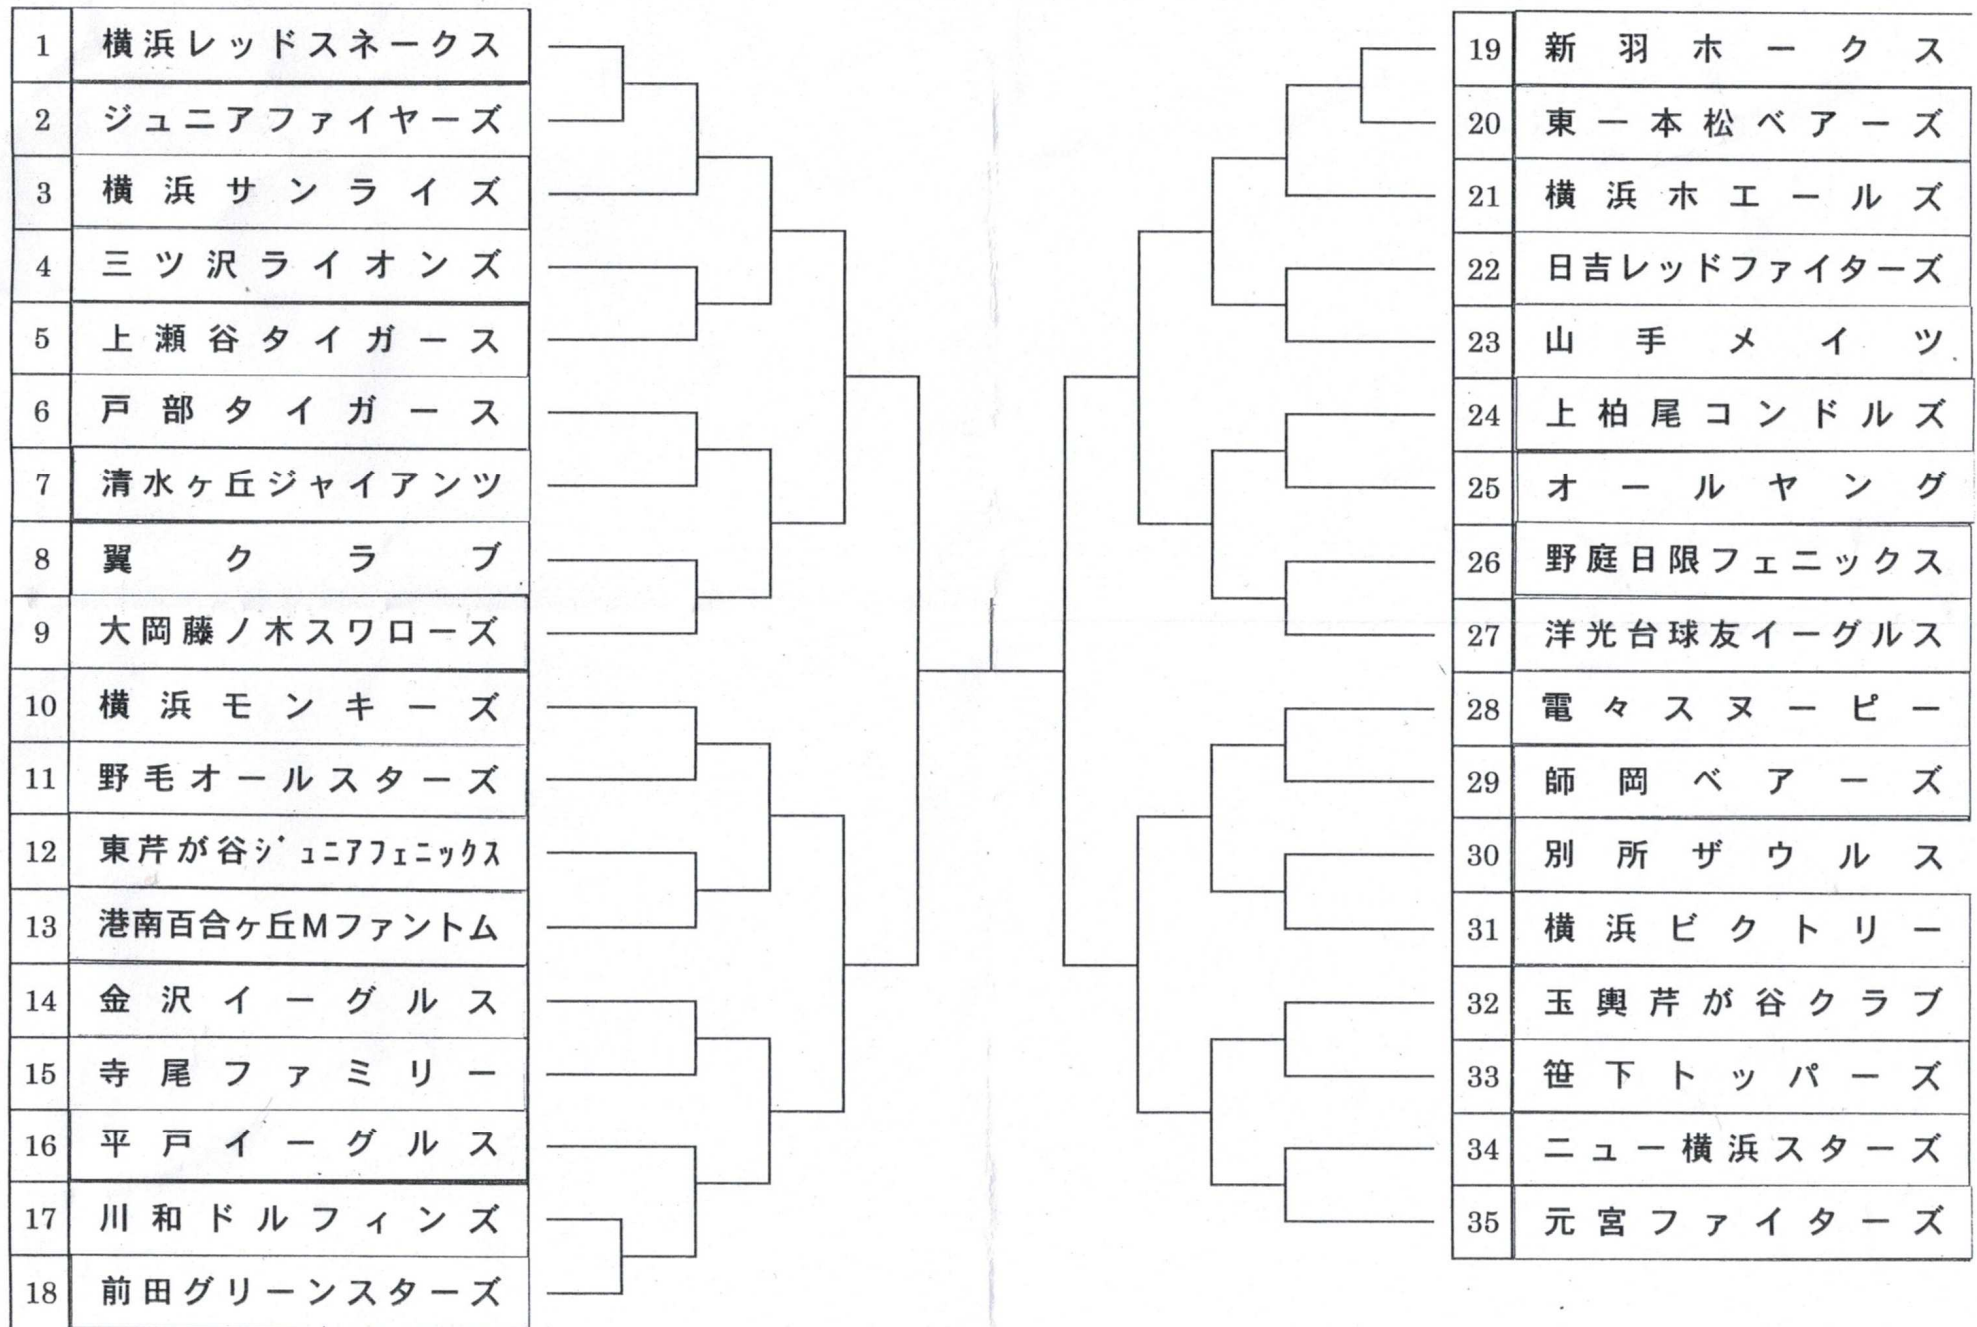 1 横浜レッドスネークス
2 ジュニアファイヤーズ
3 横浜サンライズ
4 三ツ沢ライオンズ
5 上瀬谷タイガース
6 戸部タイガース
7 清水ヶ丘ジャイアンツ
8 翼クラブ
9 大岡藤ノ木スワローズ
10 横浜モンキーズ
11 野毛オールスターズ
12 東芹が谷ジュニアフェニックス
13 港南百合ヶ丘Mファントム
14 金沢イーグルス
15 寺尾ファミリー
16 平戸イーグルス
17 川和ドルフィンズ
18 前田グリーンスターズ
19 新羽ホークス
20 東一本松ベアーズ
21 横浜ホエールズ
22 日吉レッドファイターズ
23 山手メイツ
24 上柏尾コンドルズ
25 オールヤング
26 野庭日限フェニックス
27 洋光台球友イーグルス
28 電々スヌーピー
29 師岡ベアーズ
30 別所ザウルス
31 横浜ビクトリー
32 玉輿芹が谷クラブ
33 笹下トッパーズ
34 ニュー横浜スターズ
35 元宮ファイターズ